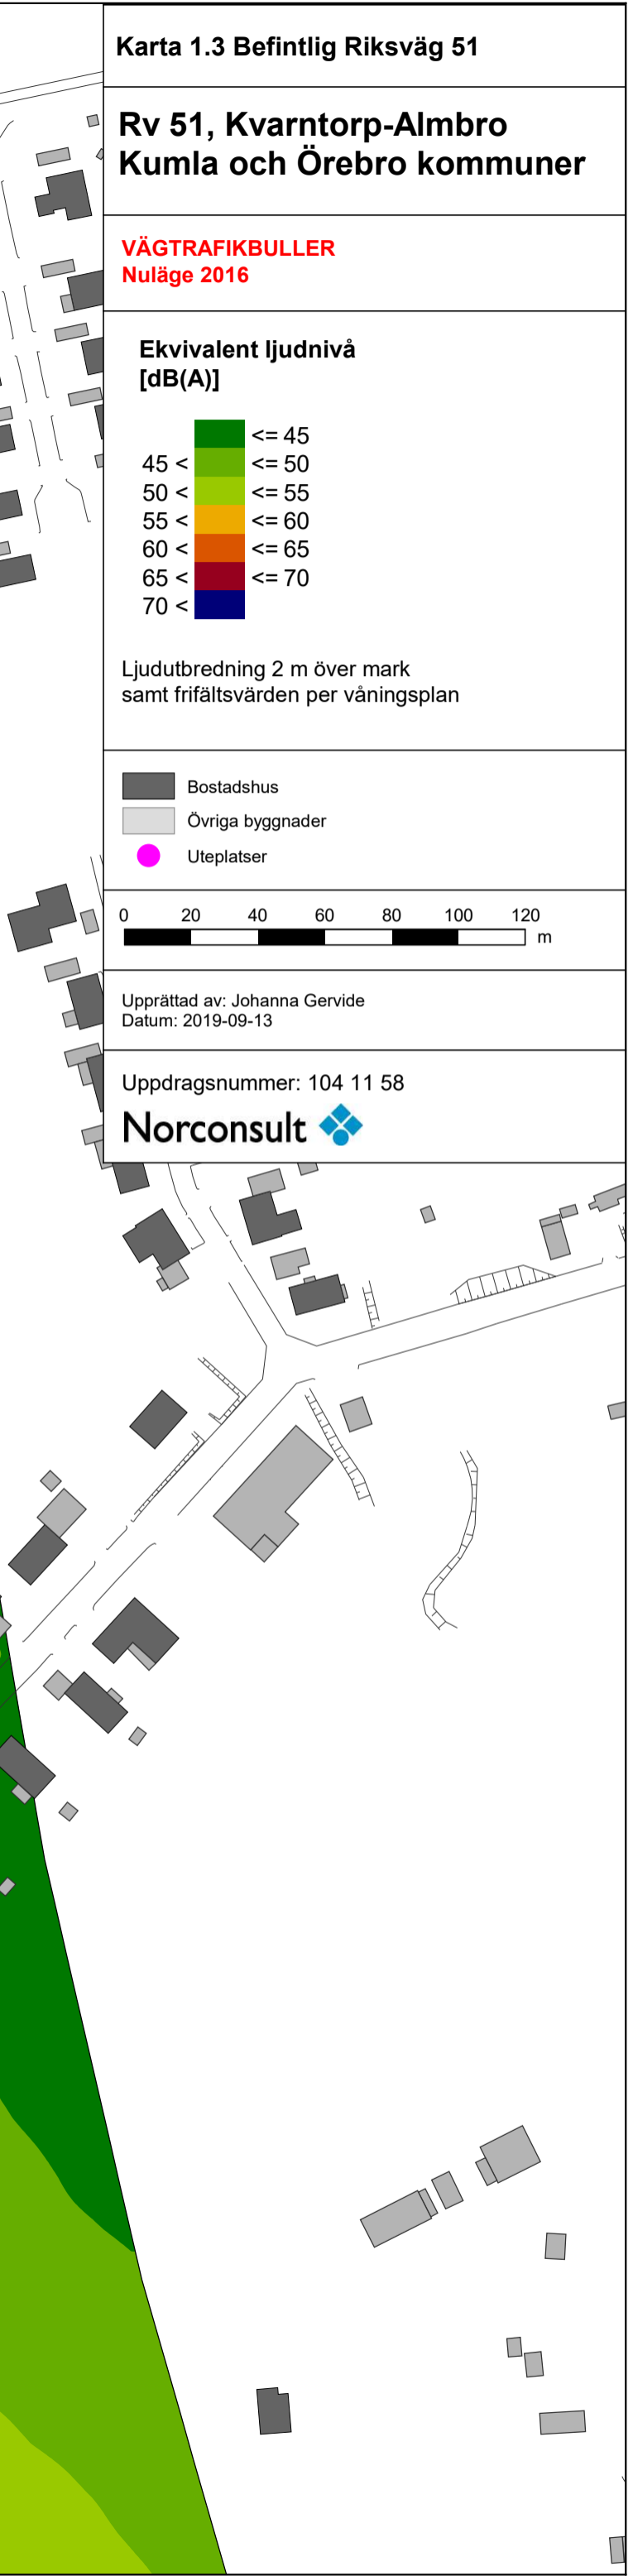 Karta 1.3 Befintlig Riksväg 51
Rv 51, Kvarntorp-Almbro
Kumla och Örebro kommuner
VÄGTRAFIKBULLER
Nuläge 2016
Ekvivalent ljudnivå
[dB(A)]
<= 45
45 < <= 50
50 < <= 55
55 < <= 60
60 < <= 65
65 < <= 70
70 <
Ljudutbredning 2 m över mark
samt frifältsvärden per våningsplan
Bostadshus
Övriga byggnader
Uteplatser
0 20 40 60 80 100 120
m
Upprättad av: Johanna Gervide
Datum: 2019-09-13
Uppdragsnummer: 104 11 58
Norconsult